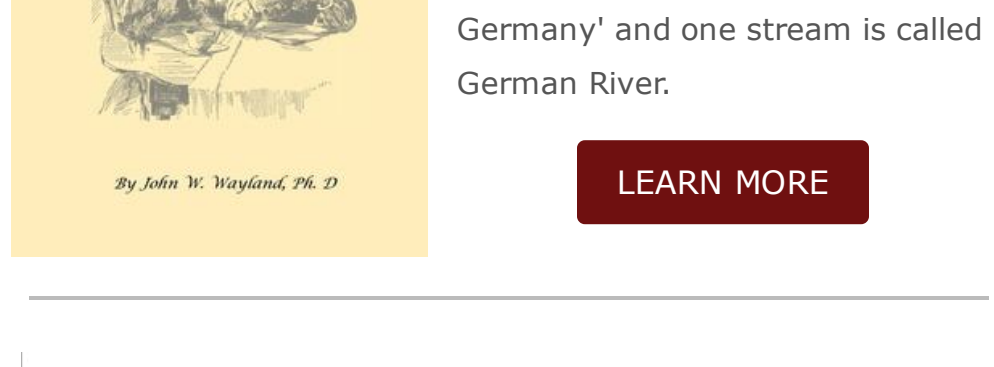 Germany' and one stream is called
German River.
By John W. Wayland, Ph. D
LEARN MORE